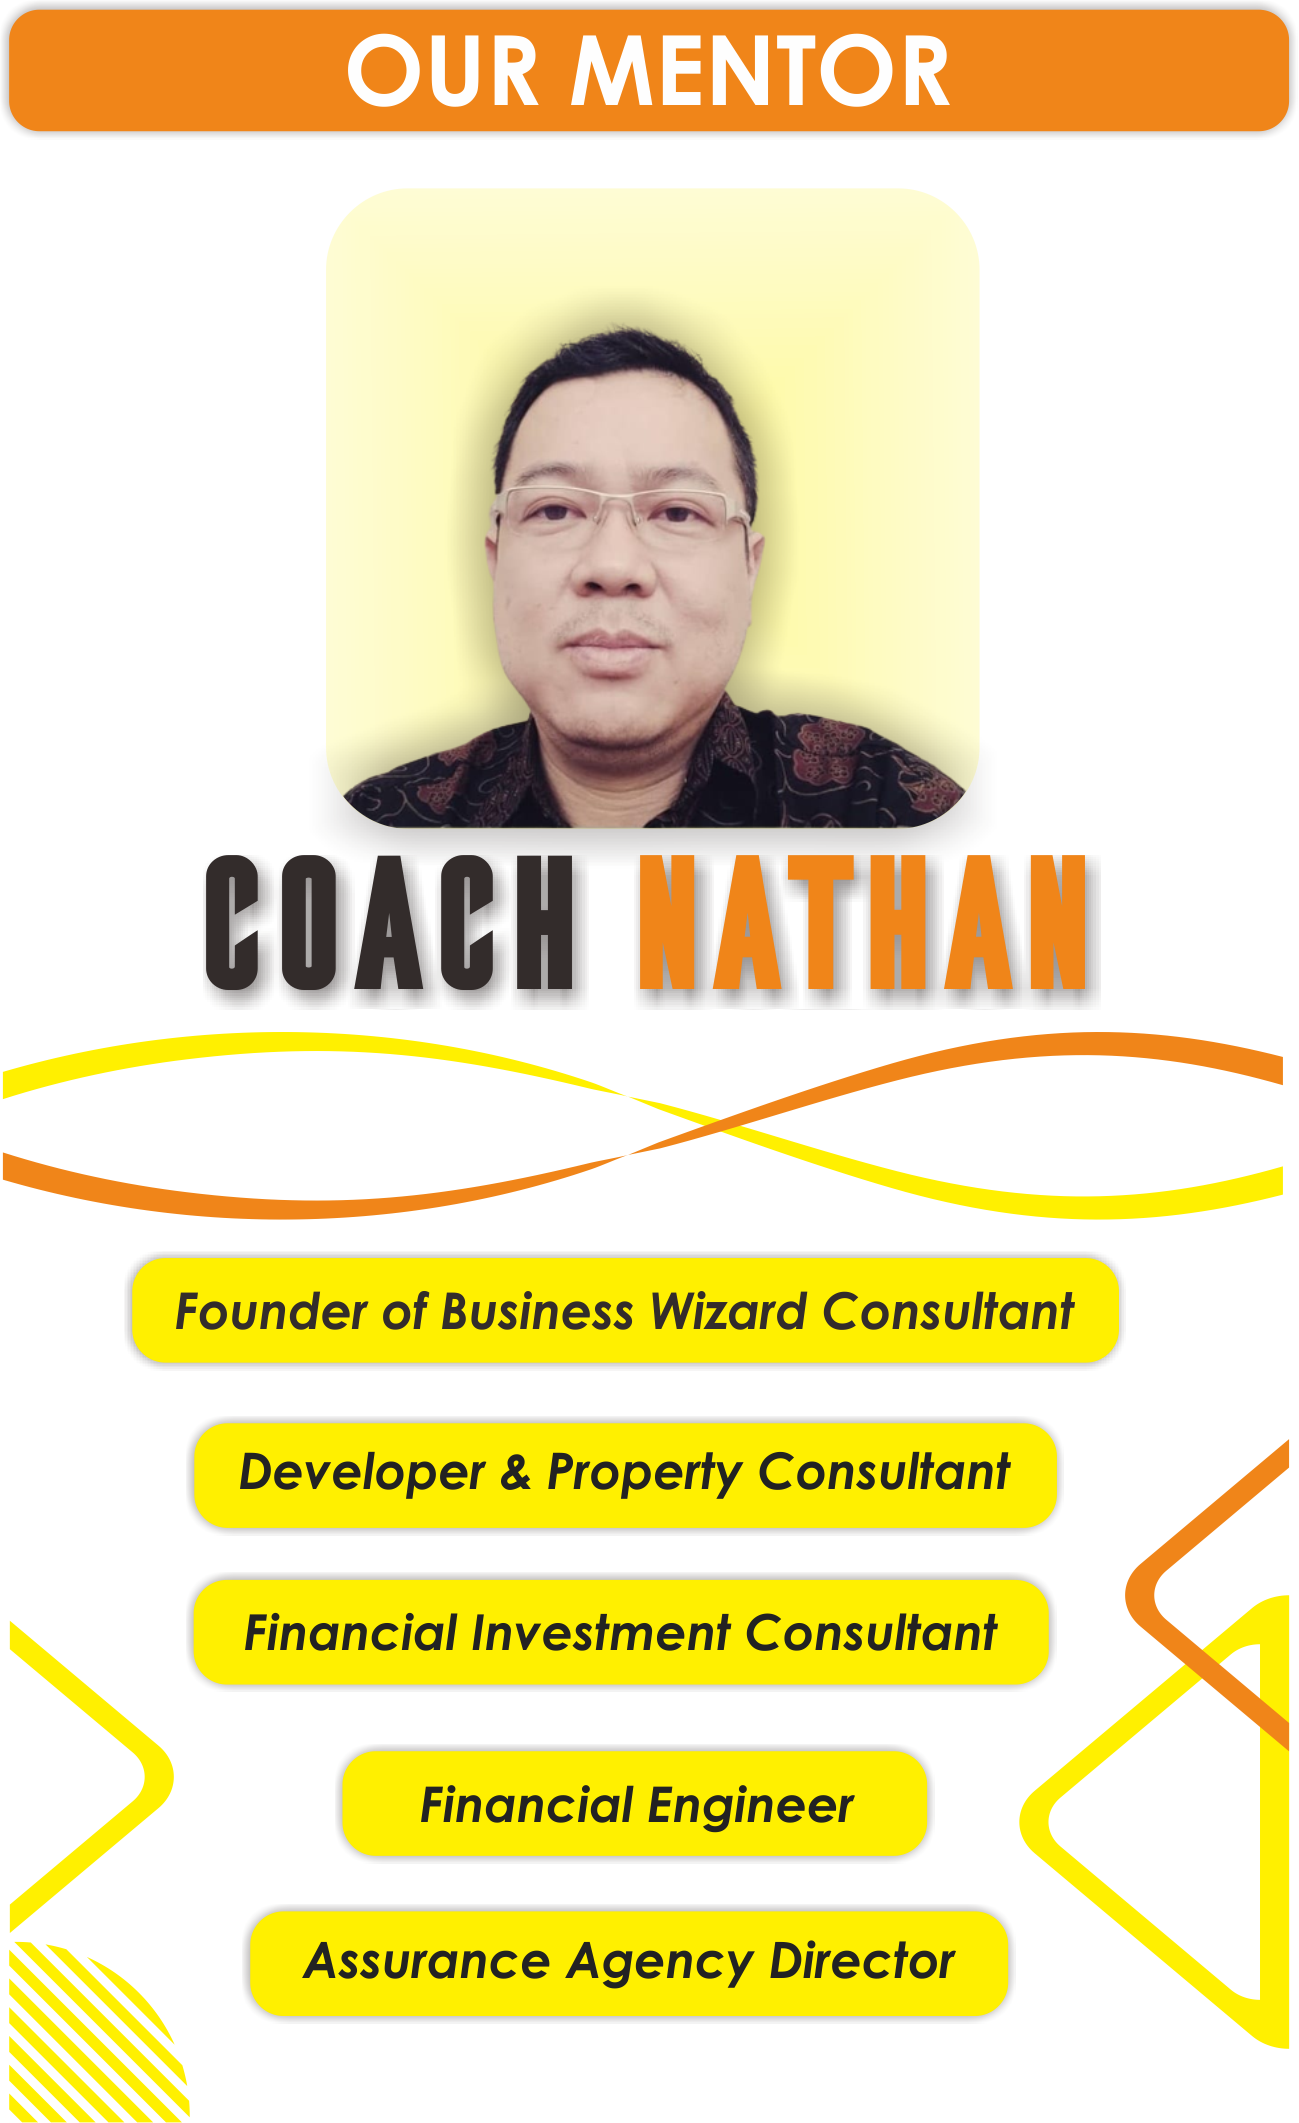 OUR MENTOR
COACH NATHAN
Founder of Business Wizard Consultant
Developer & Property Consultant
Financial Investment Consultant
Financial Engineer
Assurance Agency Director